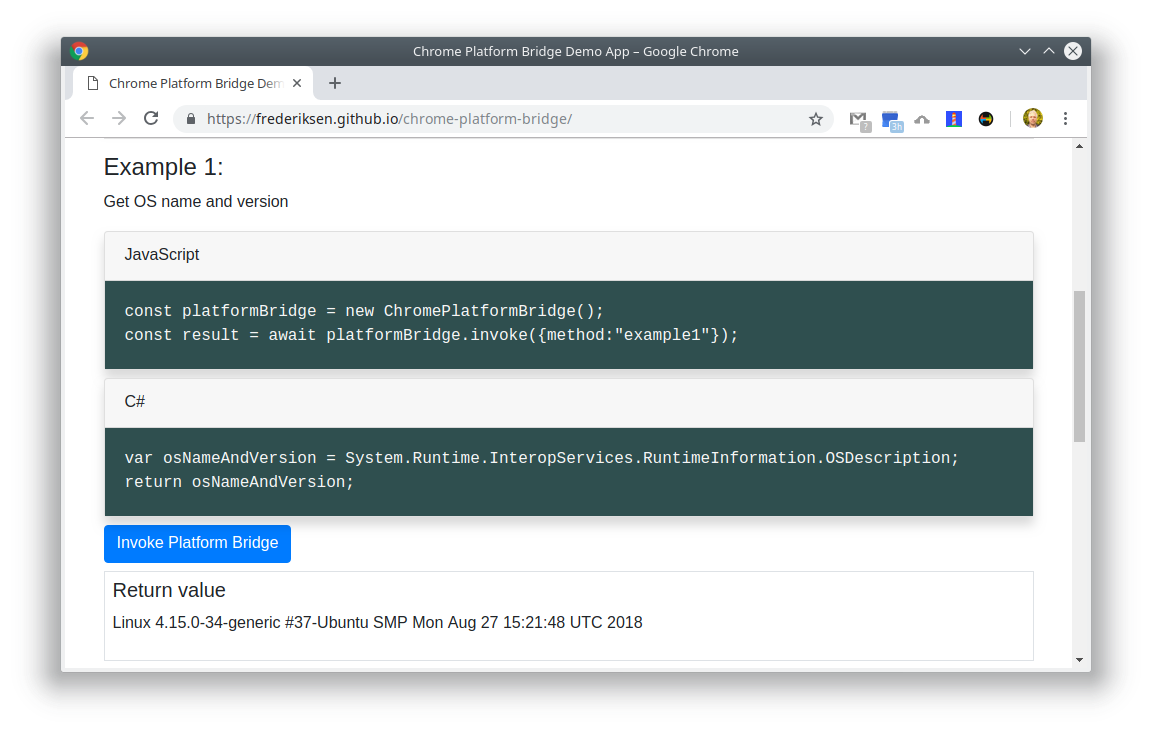 Chrome Platform Bridge Demo App – Google Chrome
Chrome Platform Bridge Dem
https://frederiksen.github.io/chrome-platform-bridge/
7
3h
Example 1:
Get OS name and version
JavaScript
const platformBridge = new ChromePlatformBridge();
const result = await platformBridge.invoke({method:"example1"});
C#
var osNameAndVersion = System.Runtime.InteropServices.RuntimeInformation.OSDescription;
return osNameAndVersion;
Invoke Platform Bridge
Return value
Linux 4.15.0-34-generic #37-Ubuntu SMP Mon Aug 27 15:21:48 UTC 2018